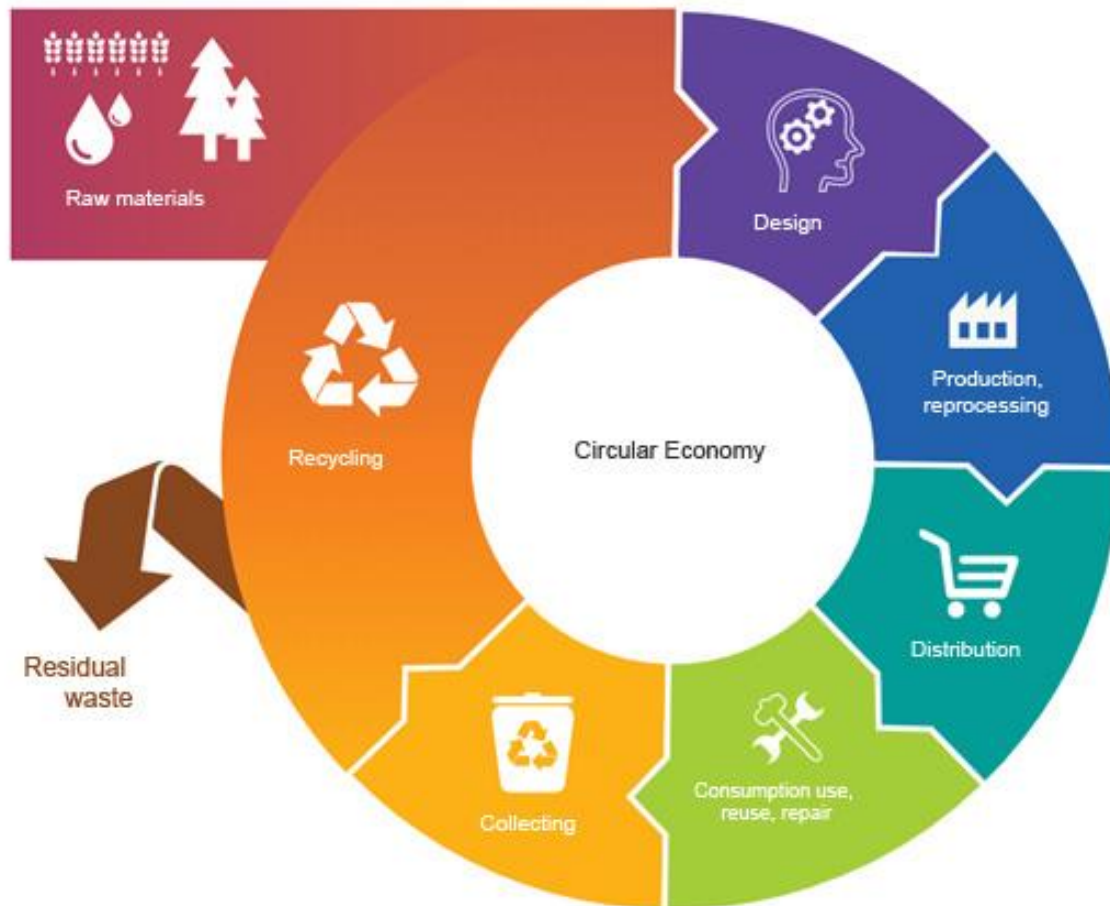 Raw materials
Design
Production,
reprocessing
Circular Economy
Recycling
Distribution
Residual
waste
Consumption use,
reuse, repair
Collecting